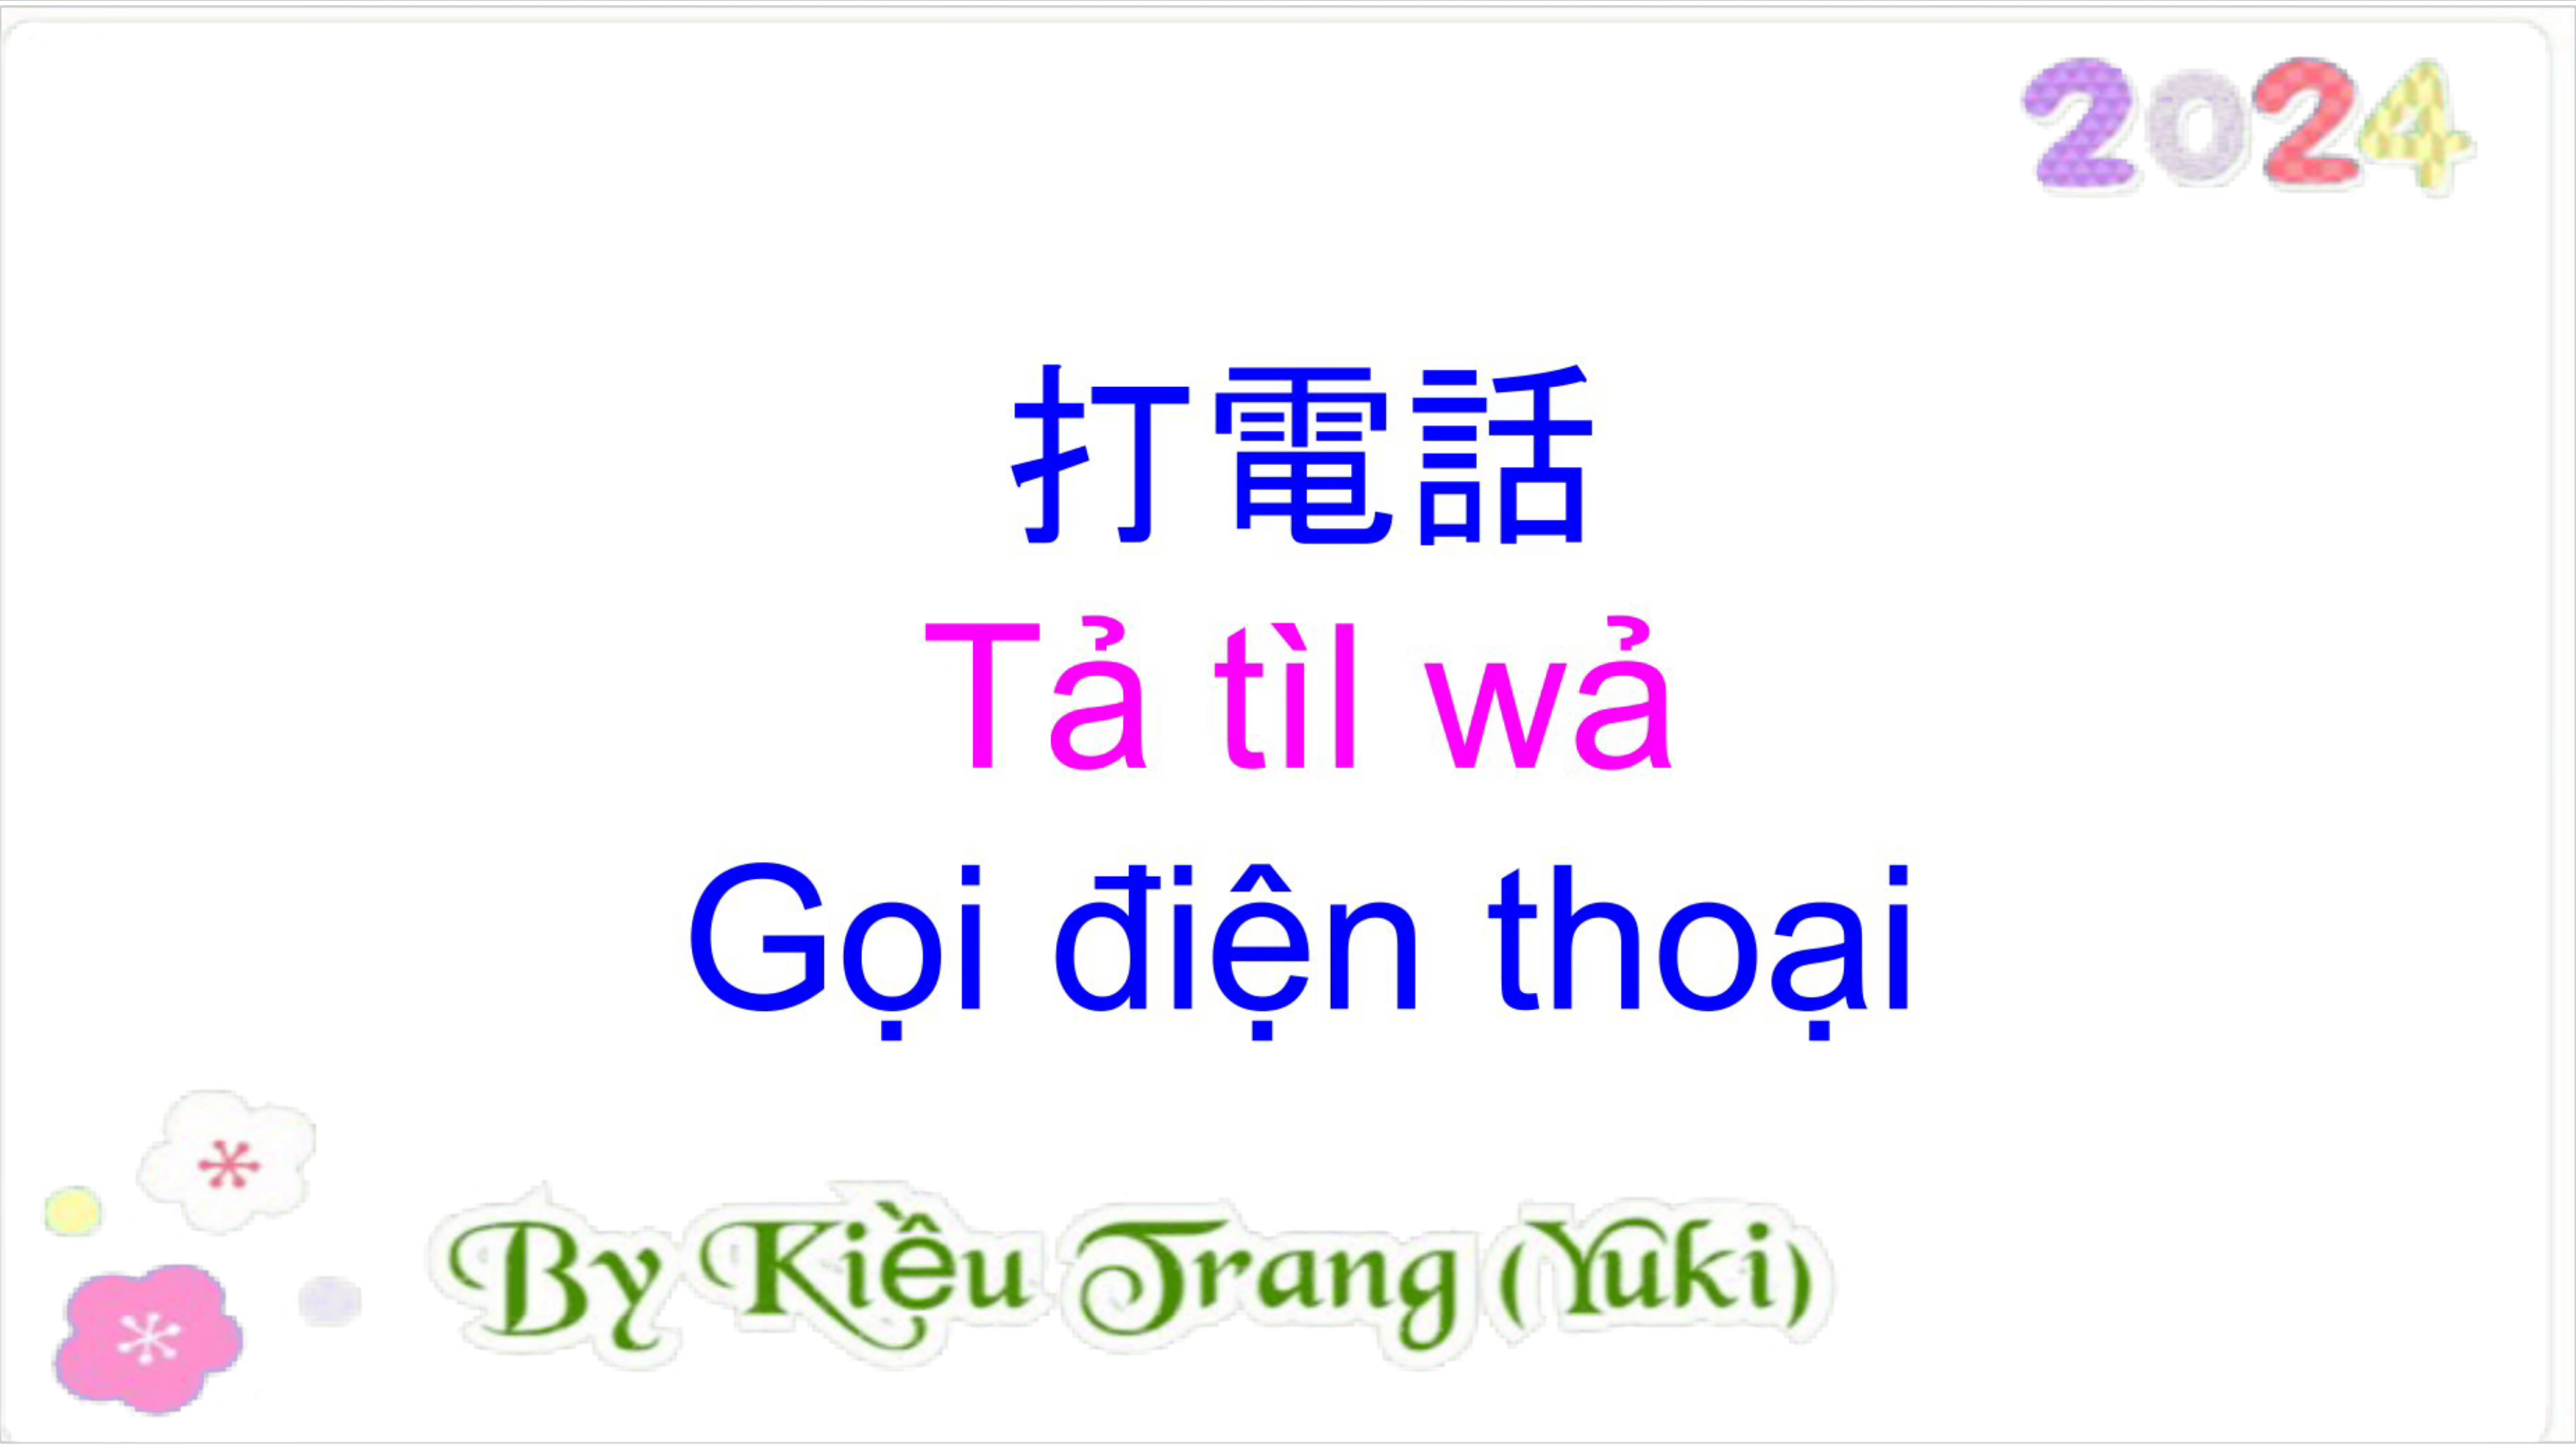 2024
打電話
Tả tìl wả
Gọi điện thoại
By Kiều Trang (Yuki)